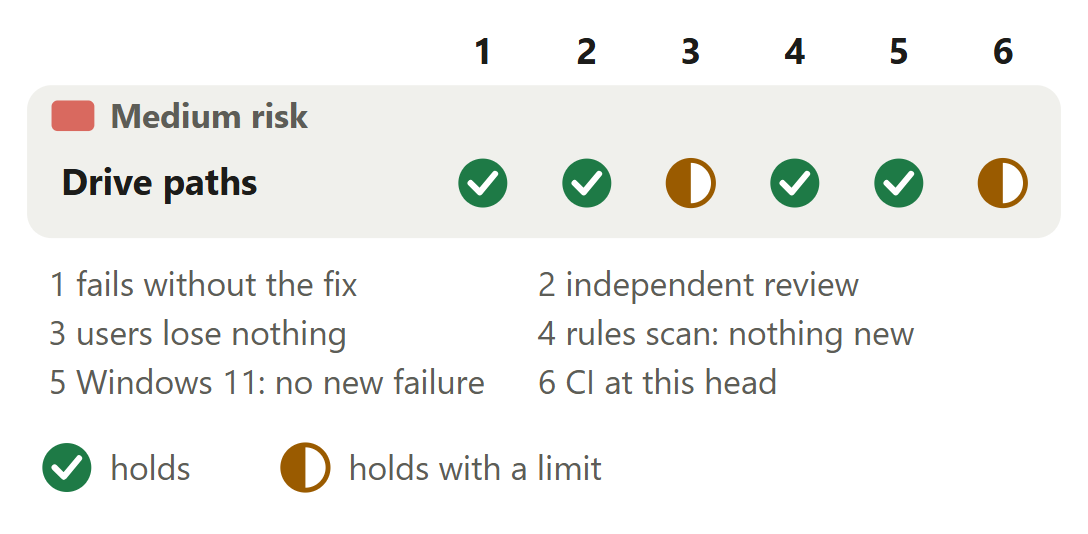 1 2 3 4 5 6
Medium risk
Drive paths
1 fails without the fix
2 independent review
3 users lose nothing
4 rules scan: nothing new
5 Windows 11: no new failure
6 CI at this head
holds
holds with a limit